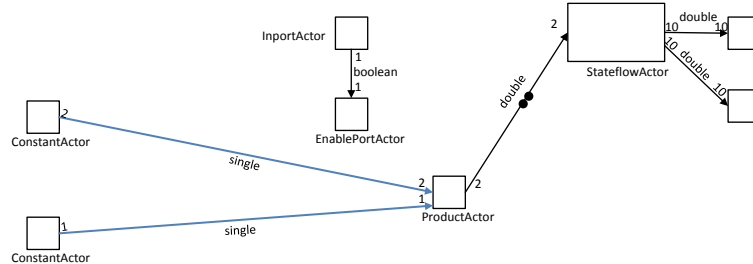 double
2
10
10
InportActor
10
double
1
StateflowActor
boolean
double
10
1
EnablePortActor
2
ConstantActor
single
2
2
1
ProductActor
1
single
ConstantActor